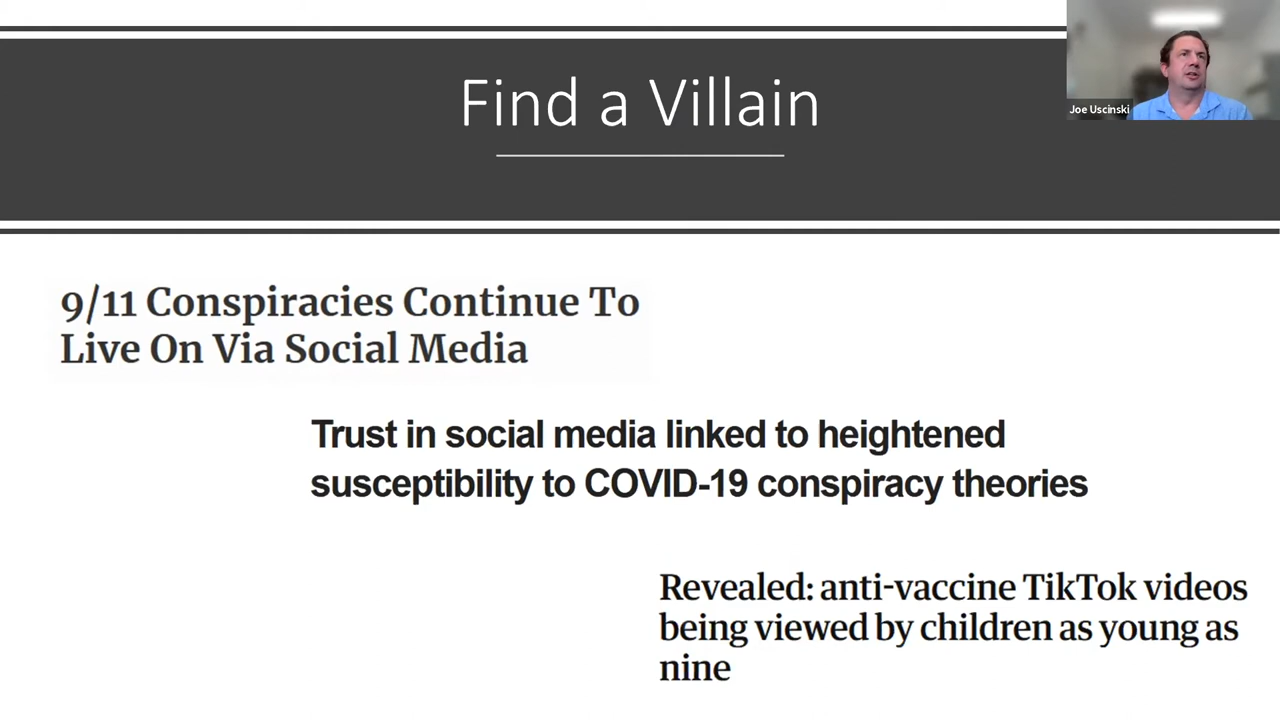 Find a Villain
Joe Uscinski
9/11 Conspiracies Continue To
Live On Via Social Media
Trust in social media linked to heightened
susceptibility to COVID-19 conspiracy theories
Revealed: anti-vaccine TikTok videos
being viewed by children as young as
nine